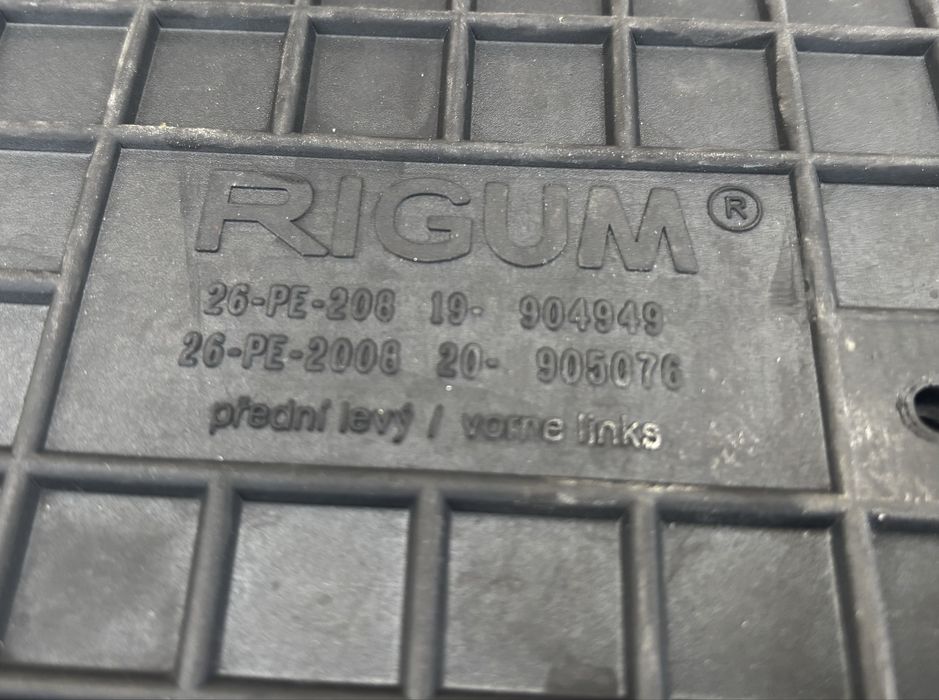 RIGUM ®
26-PE-208 19- 904949
26-PE-2008 20- 905076
přední levý / vorne links